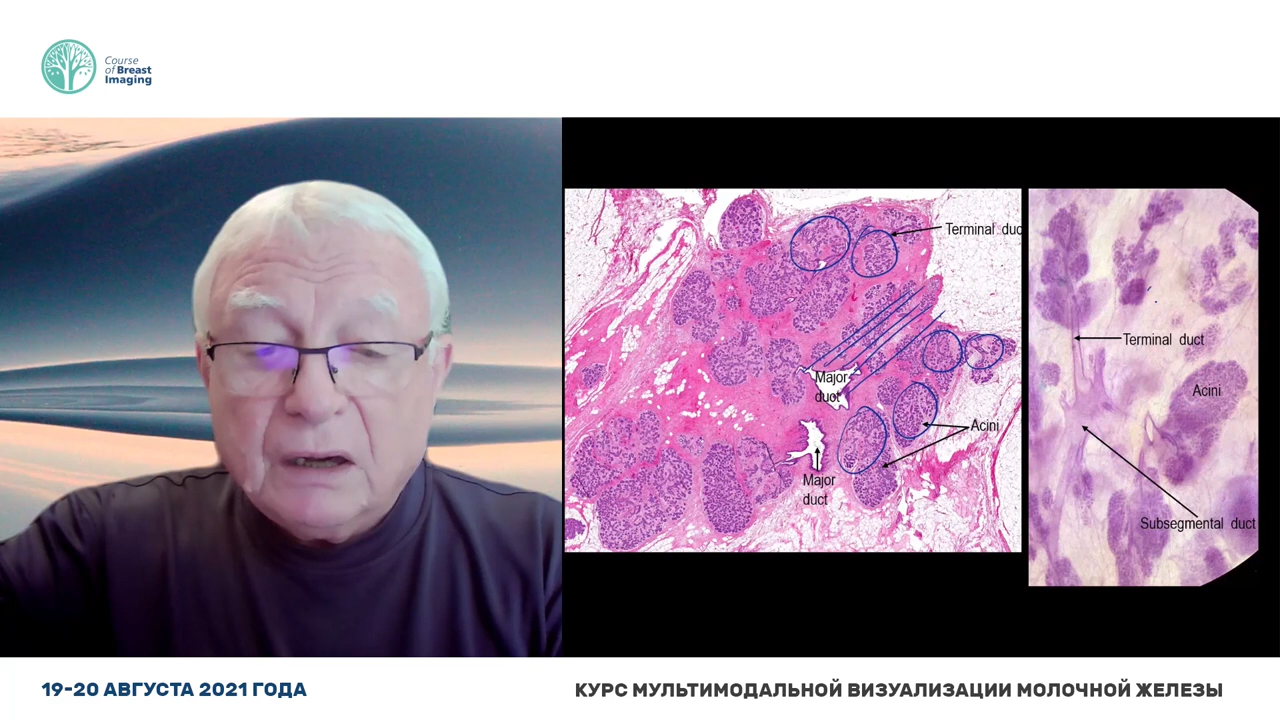 Course
of Breast
Imaging
Terminal duc
Major
duct
Acini
Major
duct
Terminal duct
Acini
Subsegmental duct
19-20 АВГУСТА 2021 ГОДА
КУРС МУЛЬТИМОДАЛЬНОЙ ВИЗУАЛИЗАЦИИ МОЛОЧНОЙ ЖЕЛЕЗЫ